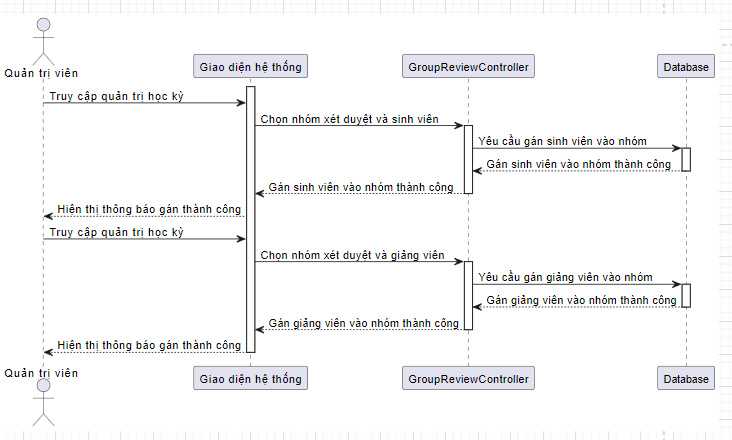 Quản trị viên
Giao diện hệ thống
GroupReviewController
Database
Truy cập quản trị học kỳ
Chọn nhóm xét duyệt và sinh viên
Yêu cầu gán sinh viên vào nhóm
Gán sinh viên vào nhóm thành công
Gán sinh viên vào nhóm thành công
Hiện thị thông báo gán thành công
Truy cập quản trị học kỳ
Chọn nhóm xét duyệt và giảng viên
Yêu cầu gán giảng viên vào nhóm
Gán giảng viên vào nhóm thành công
Gán giảng viên vào nhóm thành công
Hiện thị thông báo gán thành công
Quản trị viên
Giao diện hệ thống
GroupReviewController
Database